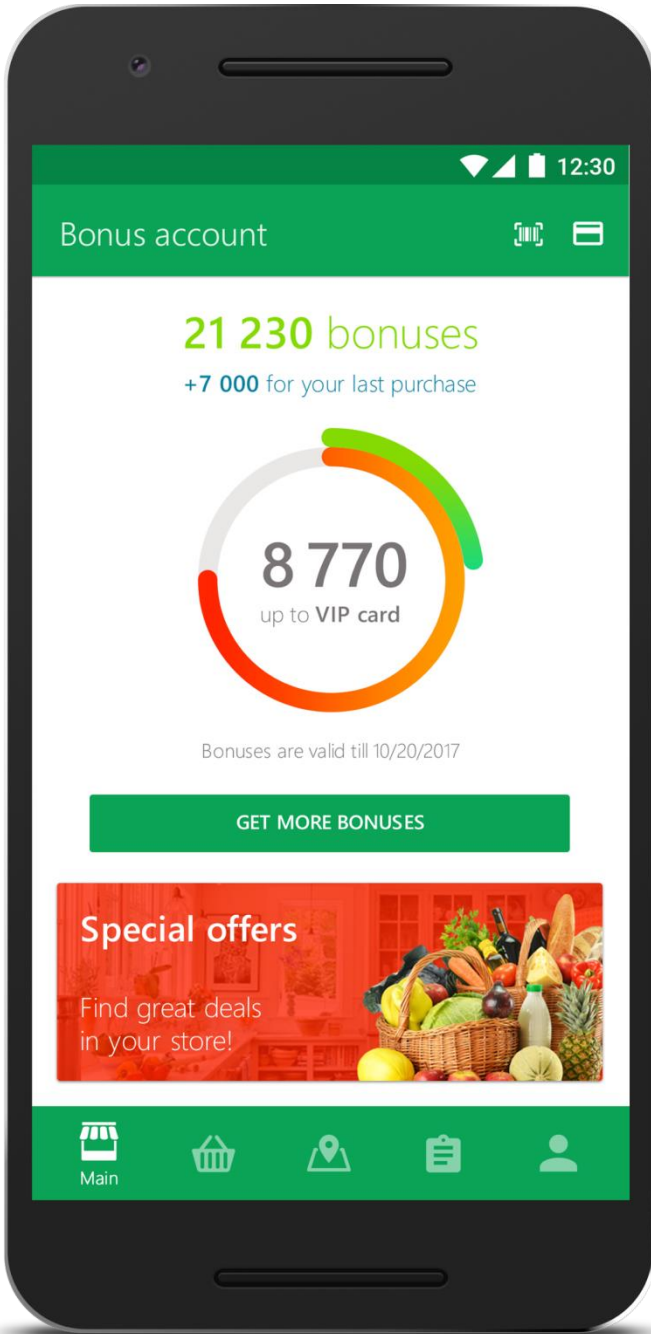 12:30
Bonus account
21 230 bonuses
+7 000 for your last purchase
8 770
up to VIP card
Bonuses are valid till 10/20/2017
GET MORE BONUSES
Special offers
Find great deals
in your store!
Main